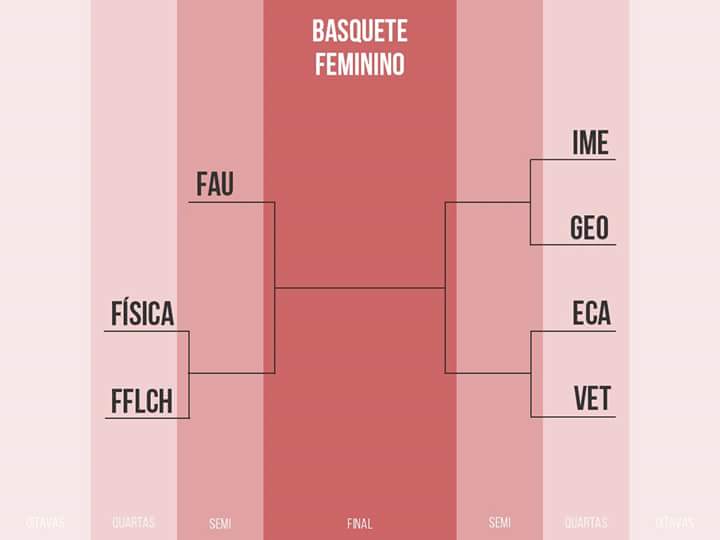 BASQUETE
FEMININO
IME
FAU
GEO
FÍSICA
ECA
FFLCH
VET
OITAVAS
QUARTAS
SEMI
FINAL
SEMI
QUARTAS
OITAVAS